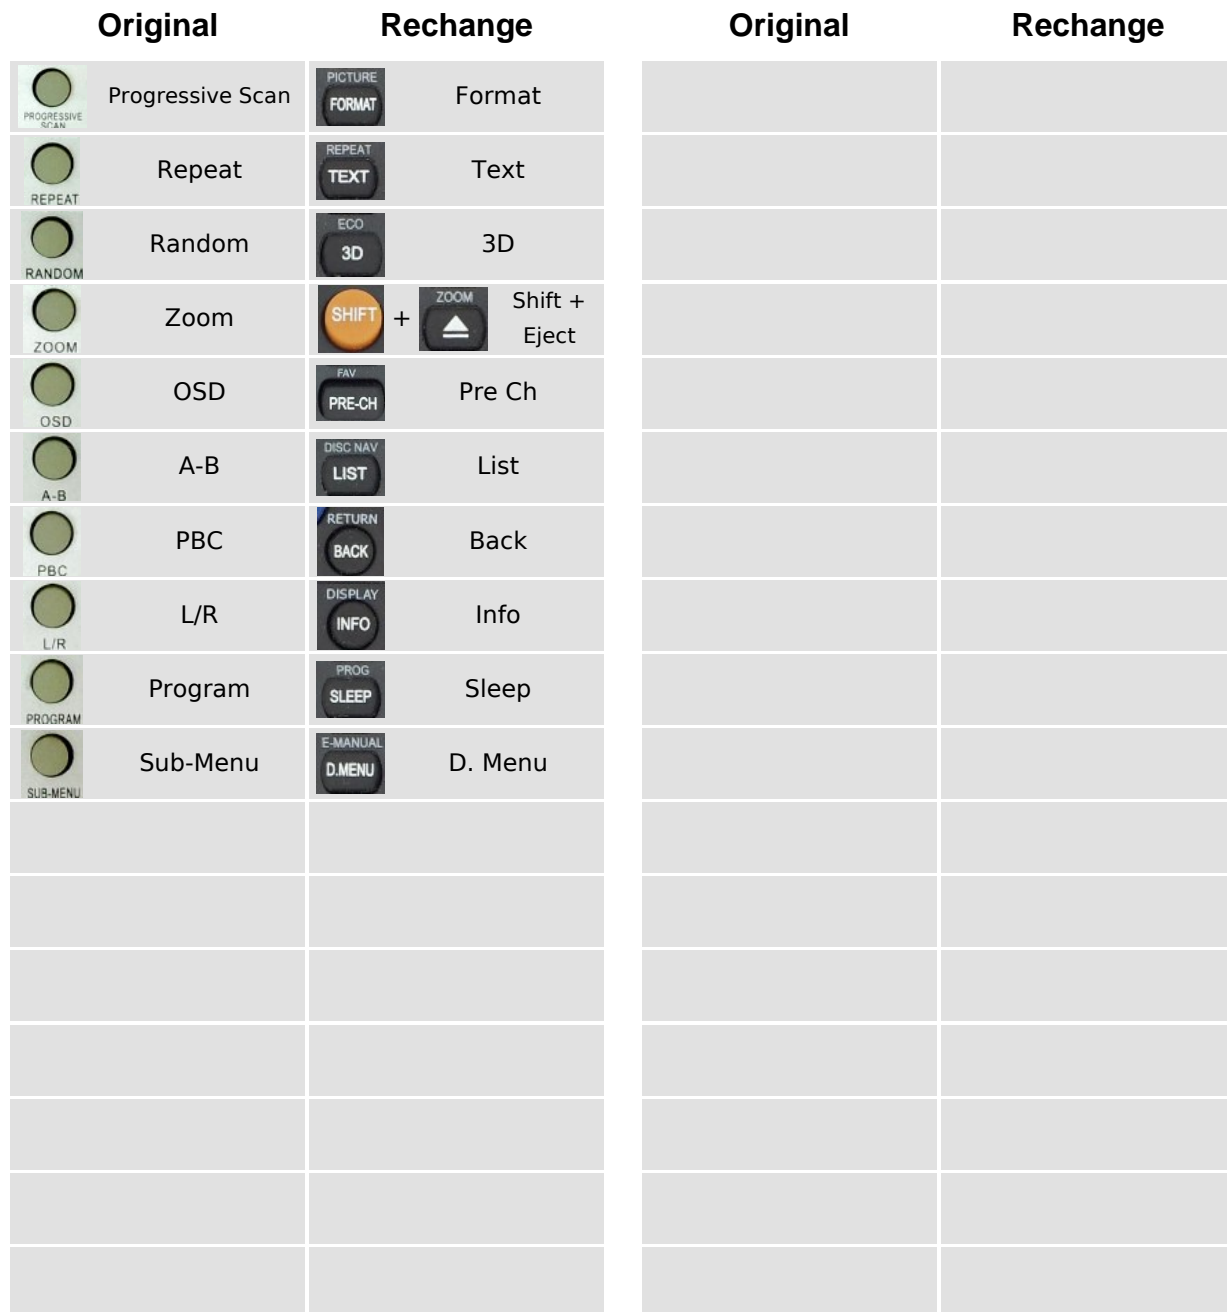 Original Rechange Original Rechange
PROGRESSIVE SCAN Progressive Scan PICTURE FORMAT Format
REPEAT Repeat REPEAT TEXT Text
RANDOM Random ECO 3D 3D
ZOOM Zoom SHIFT + ZOOM Shift + Eject
OSD OSD FAV PRE-CH Pre Ch
A-B A-B DISC NAV LIST List
PBC PBC RETURN BACK Back
L/R L/R DISPLAY INFO Info
PROGRAM Program PROG SLEEP Sleep
SUB-MENU Sub-Menu E-MANUAL D.MENU D. Menu